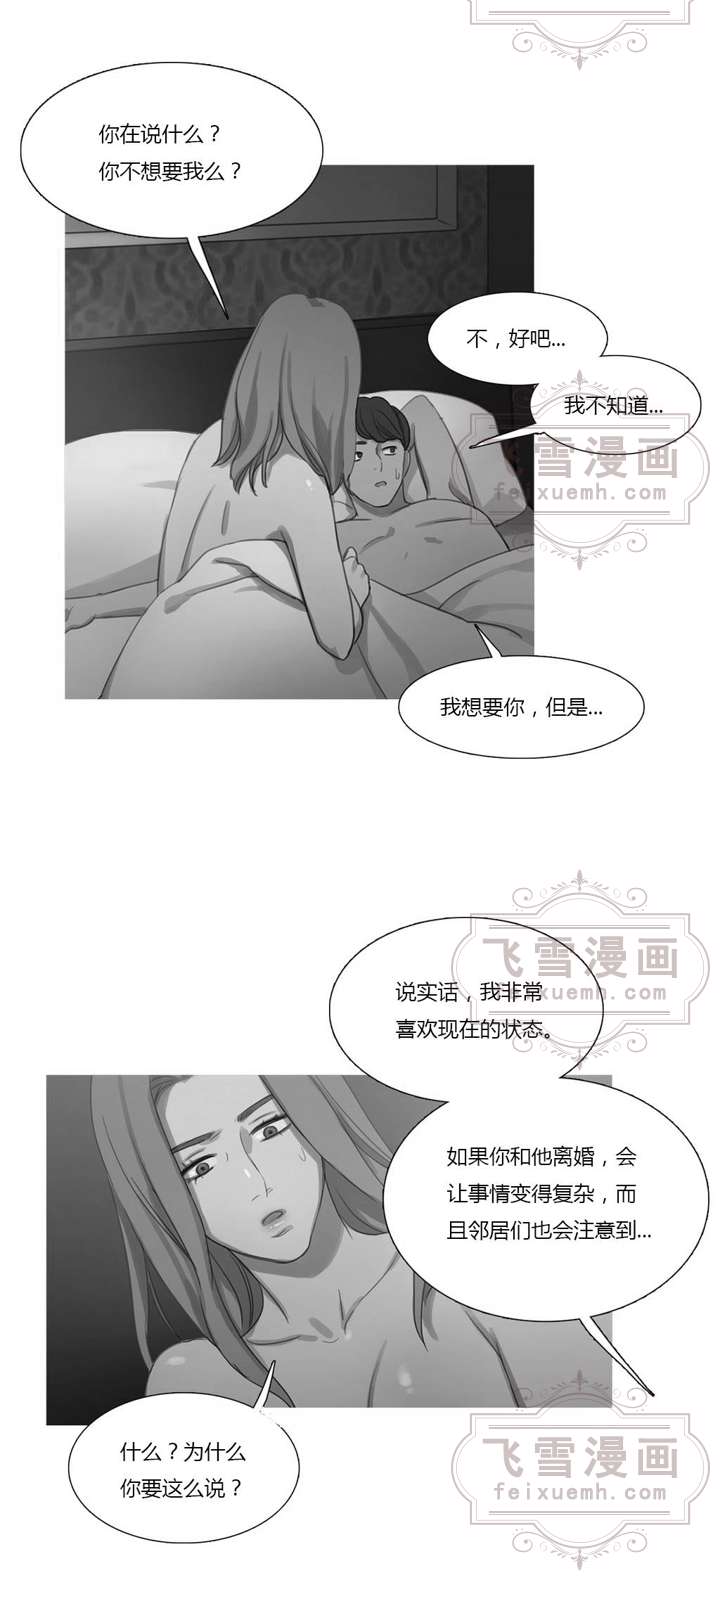 你在说什么？
你不想要我么？
不，好吧...
我不知道...
飞雪漫画
feixuemh.com
我想要你，但是...
飞雪漫画
feixuemh.com
说实话，我非常
喜欢现在的状态。
如果你和他离婚，会
让事情变得复杂，而
且邻居们也会注意到...
什么？为什么
你要这么说？
飞雪漫画
feixuemh.com